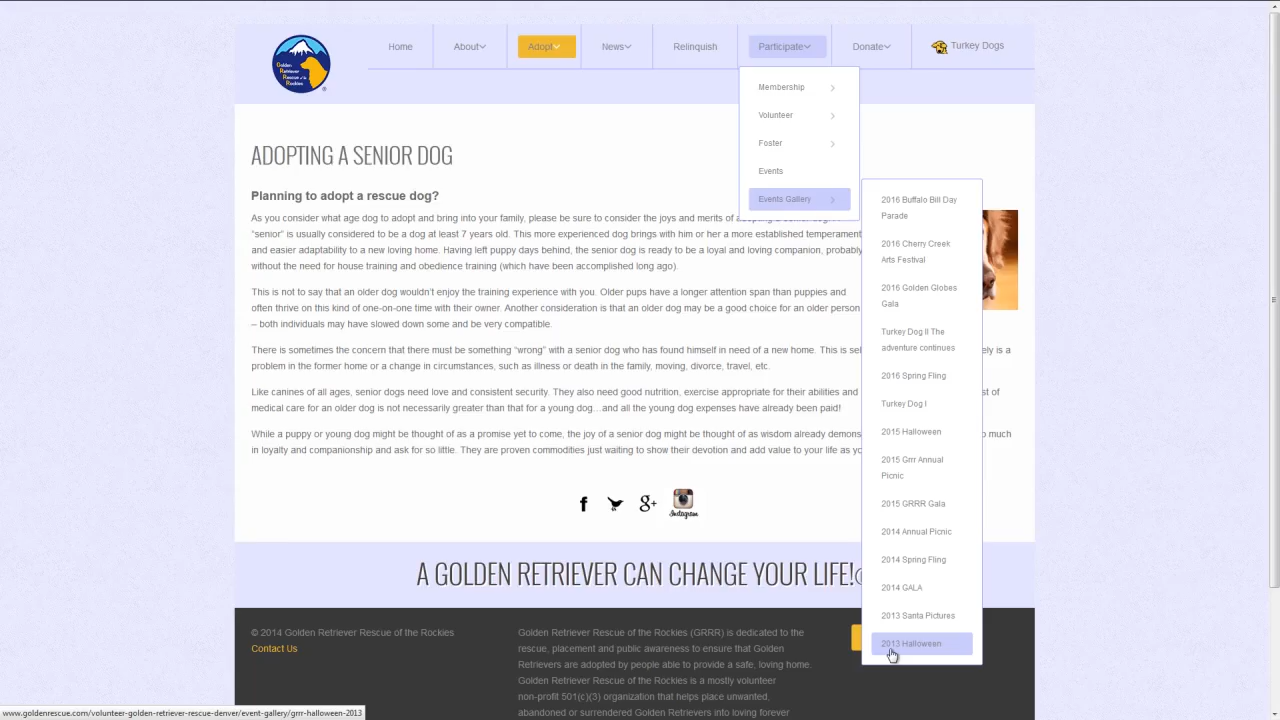 Home
About
Adopt
News
Relinquish
Participate
Donate
Turkey Dogs
Golden
Retriever
Rescue of the
Rockies
Membership
Volunteer
Foster
Events
Events Gallery
2016 Buffalo Bill Day
Parade
2016 Cherry Creek
Arts Festival
2016 Golden Globes
Gala
Turkey Dog II The
adventure continues
2016 Spring Fling
Turkey Dog I
2015 Halloween
2015 Grrr Annual
Picnic
2015 GRRR Gala
2014 Annual Picnic
2014 Spring Fling
2014 GALA
2013 Santa Pictures
2013 Halloween
ADOPTING A SENIOR DOG
Planning to adopt a rescue dog?
As you consider what age dog to adopt and bring into your family, please be sure to consider the joys and merits of adopting a senior dog.
“senior” is usually considered to be a dog at least 7 years old. This more experienced dog brings with him or her a more established temperament
and easier adaptability to a new loving home. Having left puppy days behind, the senior dog is ready to be a loyal and loving companion, probably
without the need for house training and obedience training (which have been accomplished long ago).
This is not to say that an older dog wouldn’t enjoy the training experience with you. Older pups have a longer attention span than puppies and
often thrive on this kind of one-on-one time with their owner. Another consideration is that an older dog may be a good choice for an older person
– both individuals may have slowed down some and be very compatible.
There is sometimes the concern that there must be something “wrong” with a senior dog who has found himself in need of a new home. This is is a
problem in the former home or a change in circumstances, such as illness or death in the family, moving, divorce, travel, etc.
Like canines of all ages, senior dogs need love and consistent security. They also need good nutrition, exercise appropriate for their abilities and of
medical care for an older dog is not necessarily greater than that for a young dog…and all the young dog expenses have already been paid!
While a puppy or young dog might be thought of as a promise yet to come, the joy of a senior dog might be thought of as wisdom already much
in loyalty and companionship and ask for so little. They are proven commodities just waiting to show their devotion and add value to your life as
f
g+
Instagram
A GOLDEN RETRIEVER CAN CHANGE YOUR LIFE!
© 2014 Golden Retriever Rescue of the Rockies
Contact Us
Golden Retriever Rescue of the Rockies (GRRR) is dedicated to the
rescue, placement and public awareness to ensure that Golden
Retrievers are adopted by people able to provide a safe, loving home.
Golden Retriever Rescue of the Rockies is a mostly volunteer
non-profit 501(c)(3) organization that helps place unwanted,
abandoned or surrendered Golden Retrievers into loving forever
www.goldenrescue.com/volunteer-golden-retriever-rescue-denver/event-gallery/grrr-halloween-2013